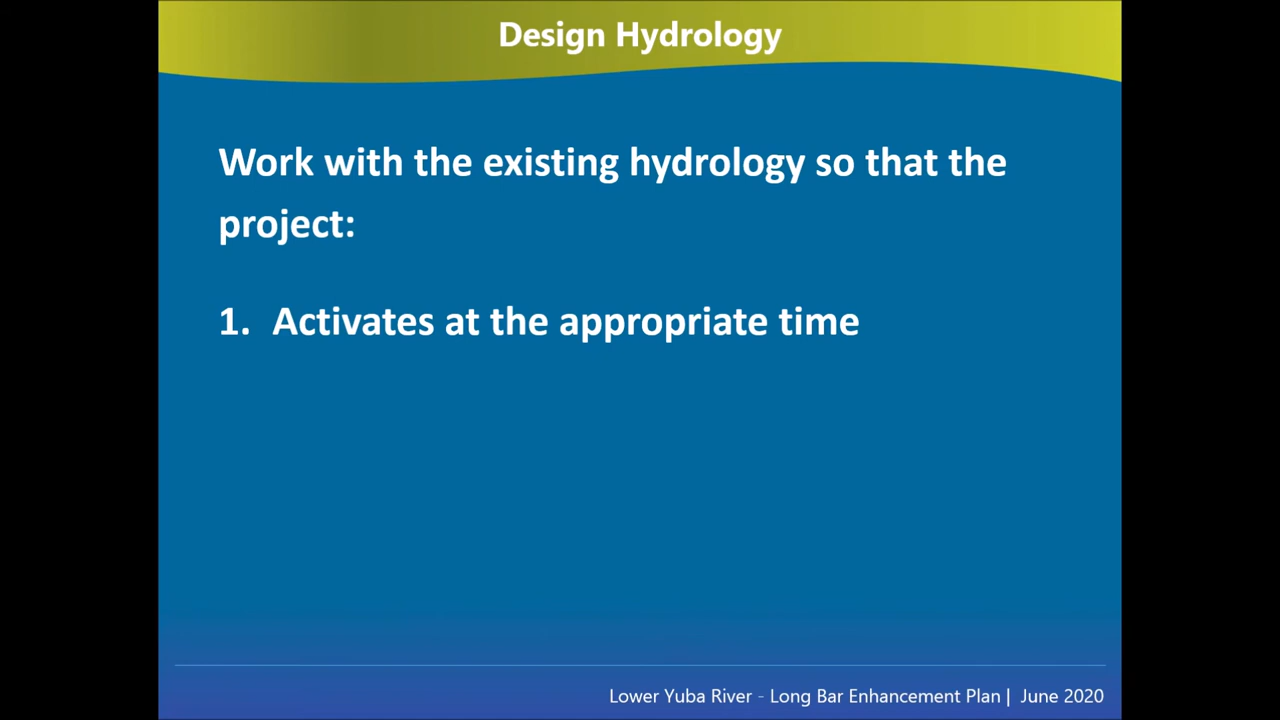 Design Hydrology
Work with the existing hydrology so that the
project:
1. Activates at the appropriate time
Lower Yuba River - Long Bar Enhancement Plan | June 2020